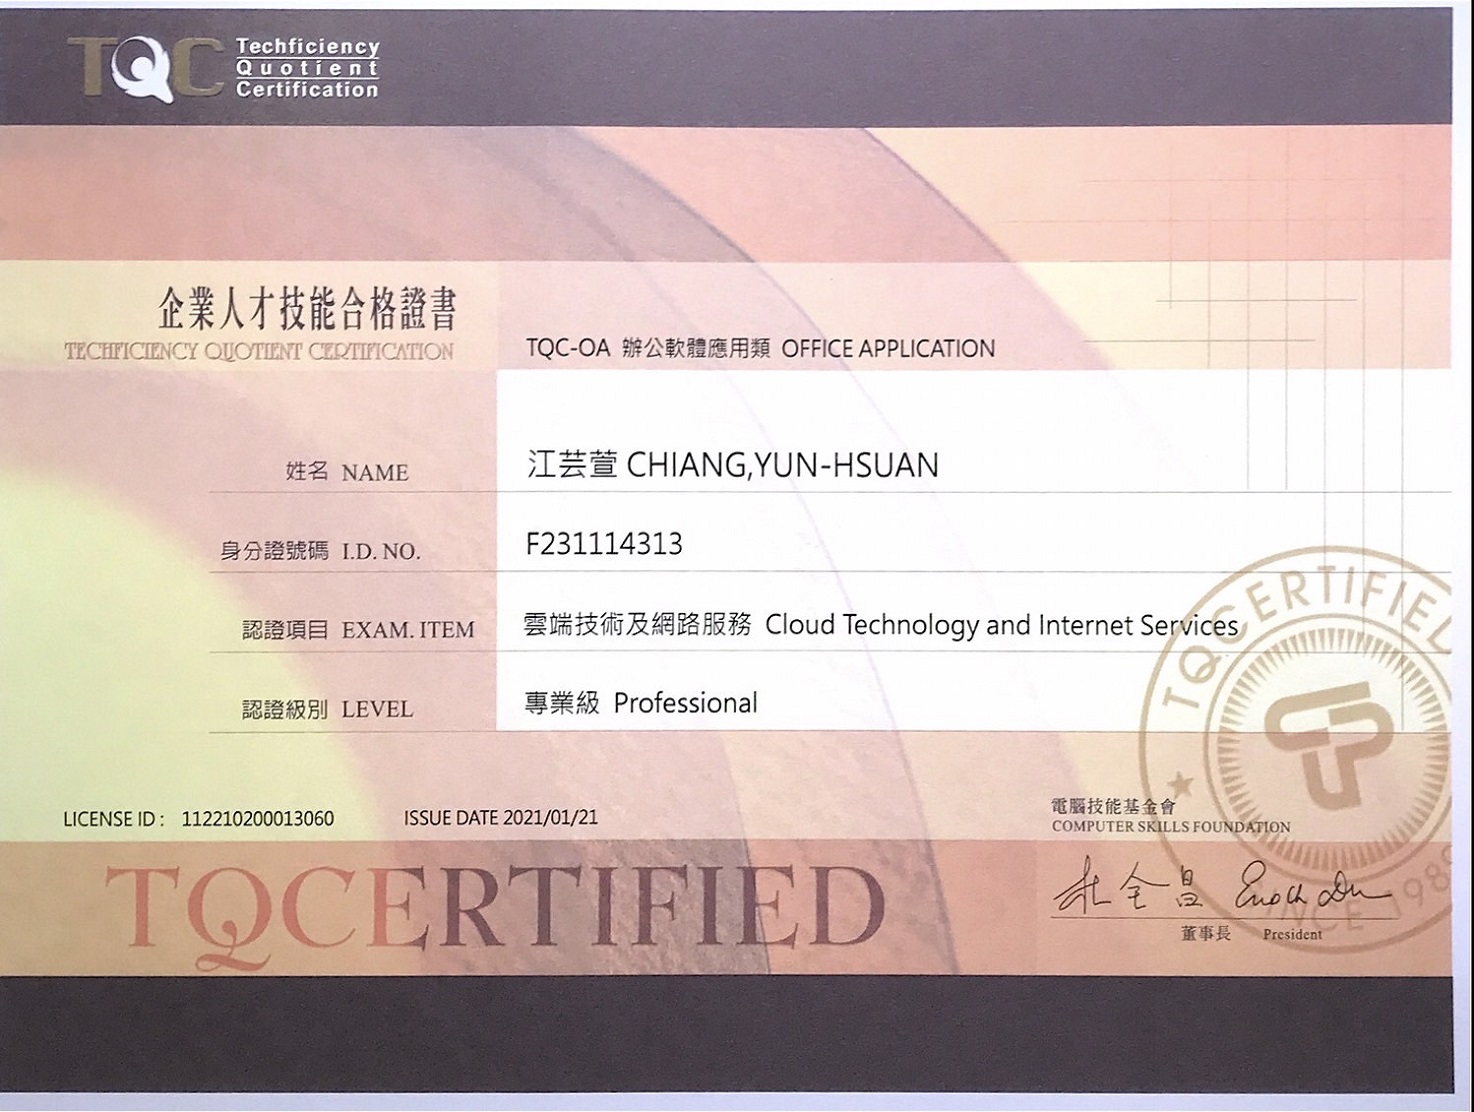 TQC Techficiency
Quotient
Certification
企業人才技能合格證書
TECHFICIENCY QUOTIENT CERTIFICATION
TQC-OA 辦公軟體應用類 OFFICE APPLICATION
姓名 NAME 江芸萱 CHIANG,YUN-HSUAN
身分證號碼 I.D. NO. F231114313
認證項目 EXAM. ITEM 雲端技術及網路服務 Cloud Technology and Internet Services
認證級別 LEVEL 專業級 Professional
TQCERTIFIED
LICENSE ID : 112210200013060 ISSUE DATE 2021/01/21
電腦技能基金會
COMPUTER SKILLS FOUNDATION
TQCERTIFIED
杜全昌
SINCE 1989
董事長 President